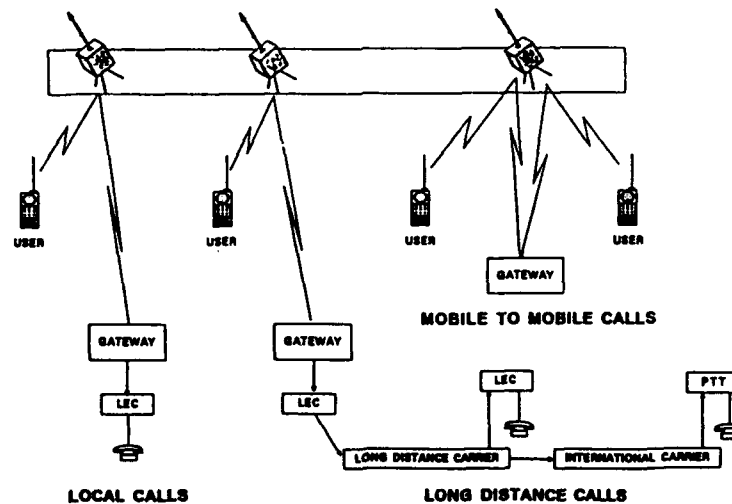 USER
USER
USER
USER
GATEWAY
MOBILE TO MOBILE CALLS
GATEWAY
GATEWAY
LEC
PTT
LEC
LEC
LONG DISTANCE CARRIER
INTERNATIONAL CARRIER
LOCAL CALLS
LONG DISTANCE CALLS